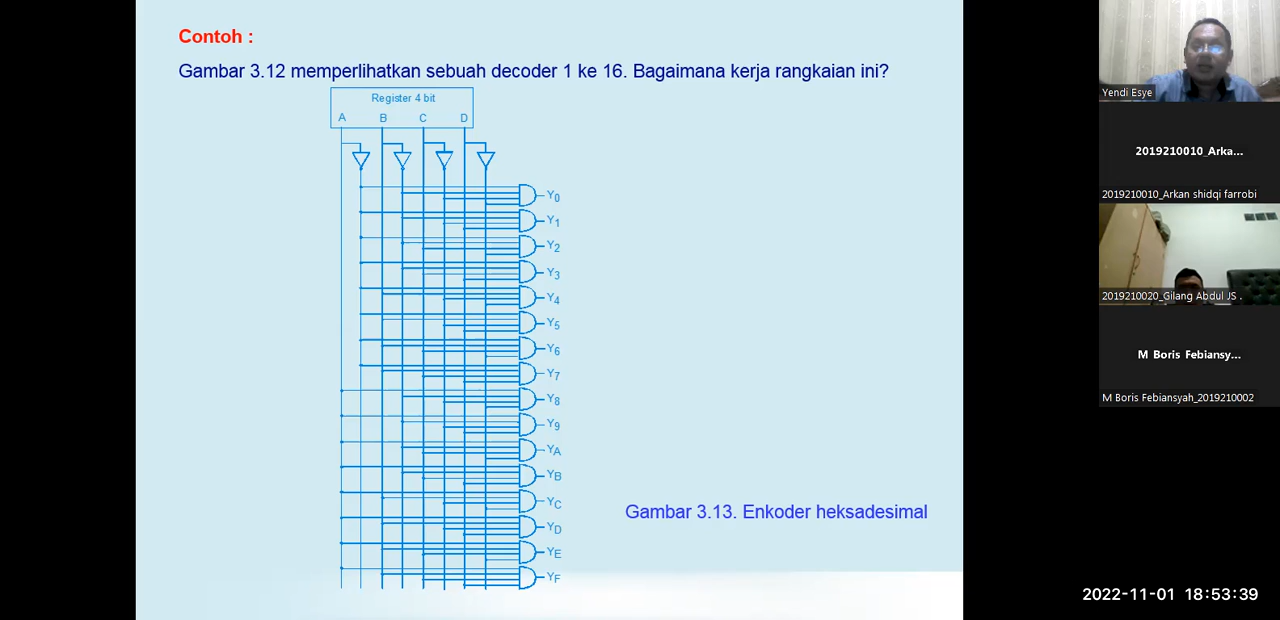 Contoh :
Gambar 3.12 memperlihatkan sebuah decoder 1 ke 16. Bagaimana kerja rangkaian ini?
Register 4 bit
A B C D
Y0
Y1
Y2
Y3
Y4
Y5
Y6
Y7
Y8
Y9
YA
YB
YC
YD
YE
YF
Gambar 3.13. Enkoder heksadesimal
Yendi Esye
2019210010_Arka...
2019210010_Arkan shidqi farrobi
2019210020_Gilang Abdul JS .
M Boris Febiansy...
M Boris Febiansyah_2019210002
2022-11-01 18:53:39